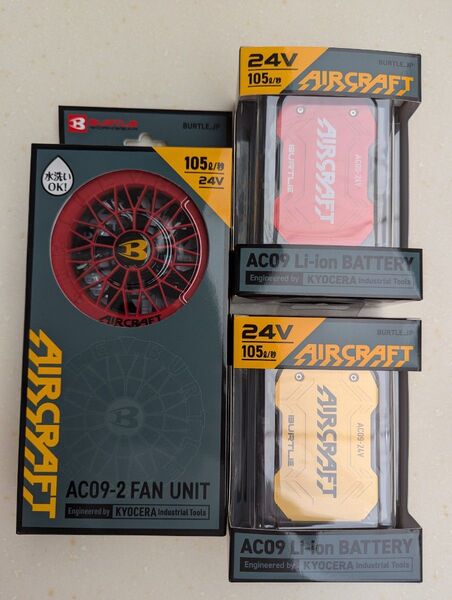 BURTLE
WORKWEAR
BURTLE.JP
水洗い
OK!
105ℓ/秒
24V
B
AIRCRAFT
B
AIRCRAFT
AC09-2 FAN UNIT
Engineered by KYOCERA Industrial Tools
24V
105ℓ/秒
AIRCRAFT
BURTLE.JP
AIRCRAFT
BURTLE
AC09-24V
AC09 Li-ion BATTERY
Engineered by KYOCERA Industrial Tools
24V
105ℓ/秒
AIRCRAFT
BURTLE.JP
AIRCRAFT
BURTLE
AC09-24V
AC09 Li-ion BATTERY
Engineered by KYOCERA Industrial Tools